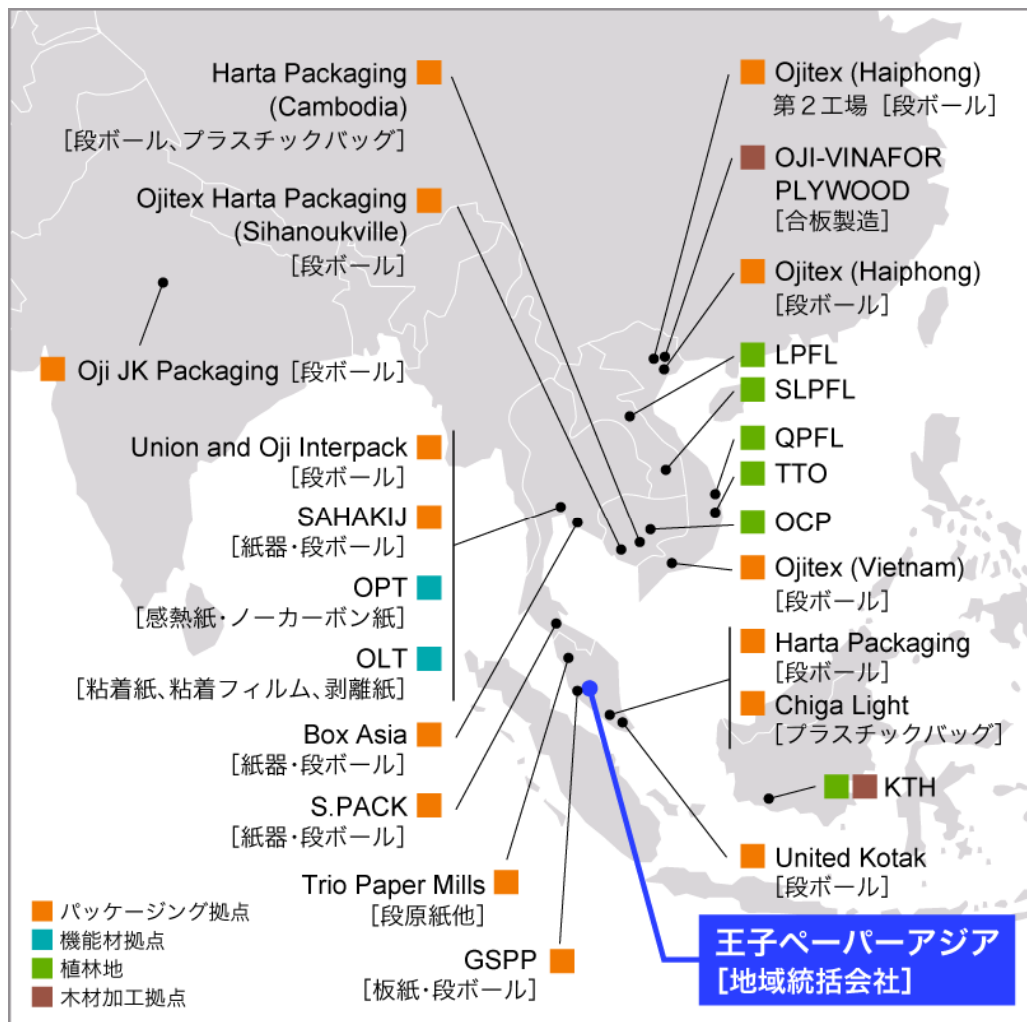 Harta Packaging
(Cambodia)
[段ボール、プラスチックバッグ]
Ojitex Harta Packaging
(Sihanoukville)
[段ボール]
Oji JK Packaging [段ボール]
Union and Oji Interpack
[段ボール]
SAHAKIJ
[紙器・段ボール]
OPT
[感熱紙・ノーカーボン紙]
OLT
[粘着紙、粘着フィルム、剥離紙]
Box Asia
[紙器・段ボール]
S.PACK
[紙器・段ボール]
Trio Paper Mills
[段原紙他]
GSPP
[板紙・段ボール]
Ojitex (Haiphong)
第2工場 [段ボール]
OJI-VINAFOR
PLYWOOD
[合板製造]
Ojitex (Haiphong)
[段ボール]
LPFL
SLPFL
QPFL
TTO
OCP
Ojitex (Vietnam)
[段ボール]
Harta Packaging
[段ボール]
Chiga Light
[プラスチックバッグ]
KTH
United Kotak
[段ボール]
王子ペーパーアジア
[地域統括会社]
パッケージング拠点
機能材拠点
植林地
木材加工拠点